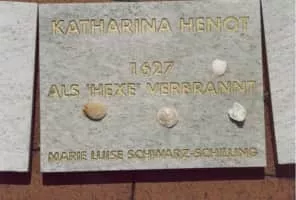 KATHARINA HENOT
1627
ALS 'HEXE' VERBRANNT
MARIE LUISE SCHWARZ-SCHILLING